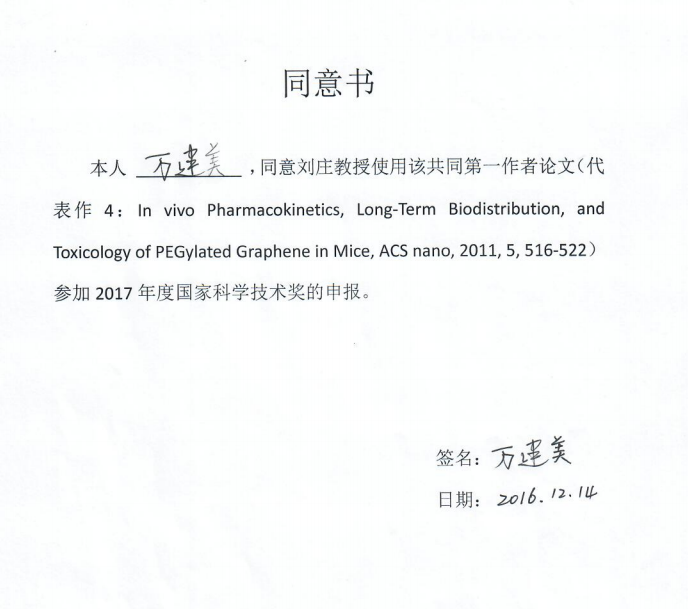 同意书
本人 万建美 ,同意刘庄教授使用该共同第一作者论文（代
表作 4：In vivo Pharmacokinetics, Long-Term Biodistribution, and
Toxicology of PEGylated Graphene in Mice, ACS nano, 2011, 5, 516-522）
参加 2017 年度国家科学技术奖的申报。
签名：万建美
日期：2016.12.14